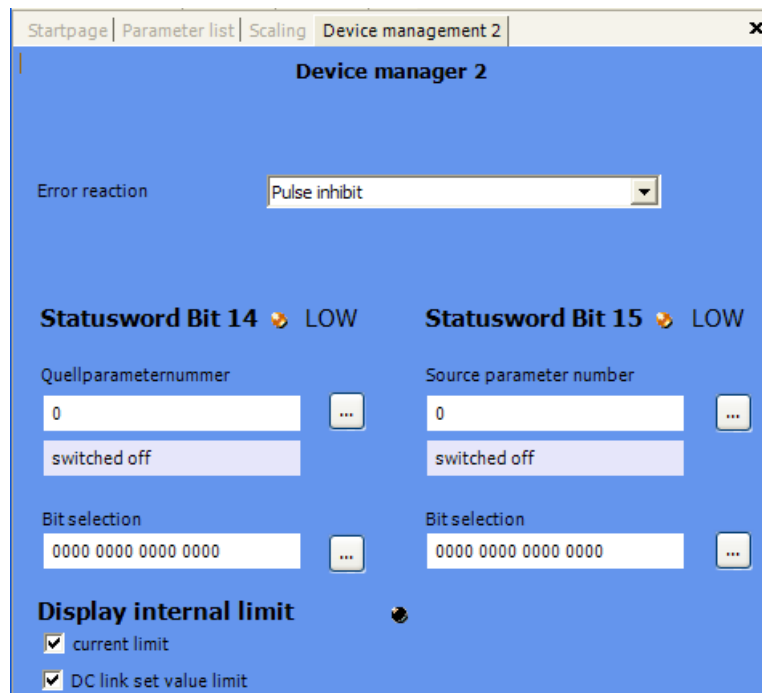 Startpage Parameter list Scaling Device management 2
Device manager 2
Error reaction Pulse inhibit
Statusword Bit 14 LOW Statusword Bit 15 LOW
Quellparameternummer Source parameter number
0 ... 0 ...
switched off switched off
Bit selection Bit selection
0000 0000 0000 0000 ... 0000 0000 0000 0000 ...
Display internal limit
current limit
DC link set value limit